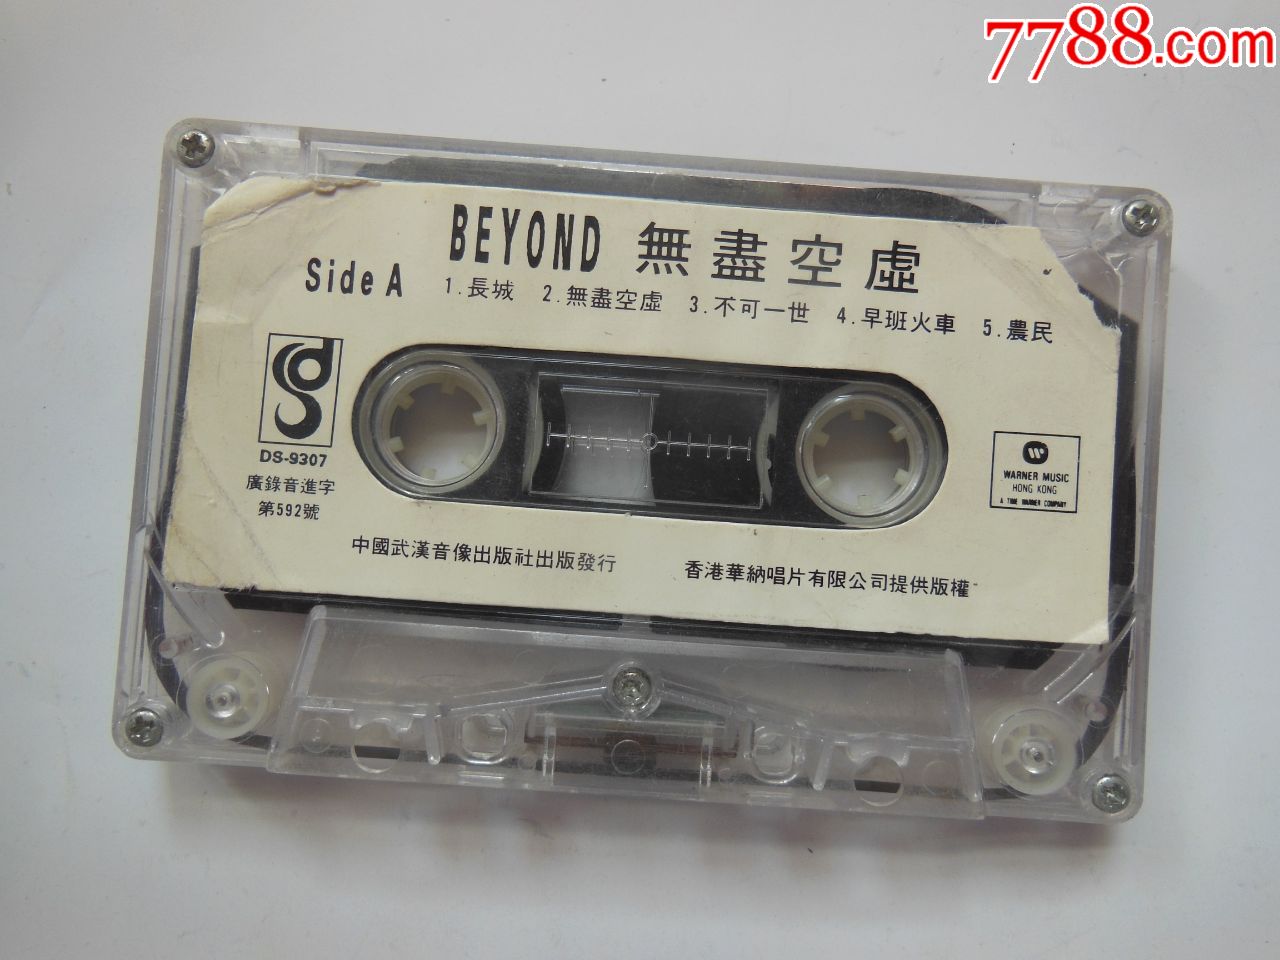 7788.com
BEYOND 無盡空虛
Side A
1.長城 2.無盡空虛 3.不可一世 4.早班火車 5.農民
DS-9307
廣錄音進字
第592號
WARNER MUSIC
HONG KONG
A TIME WARNER COMPANY
中國武漢音像出版社出版發行
香港華納唱片有限公司提供版權